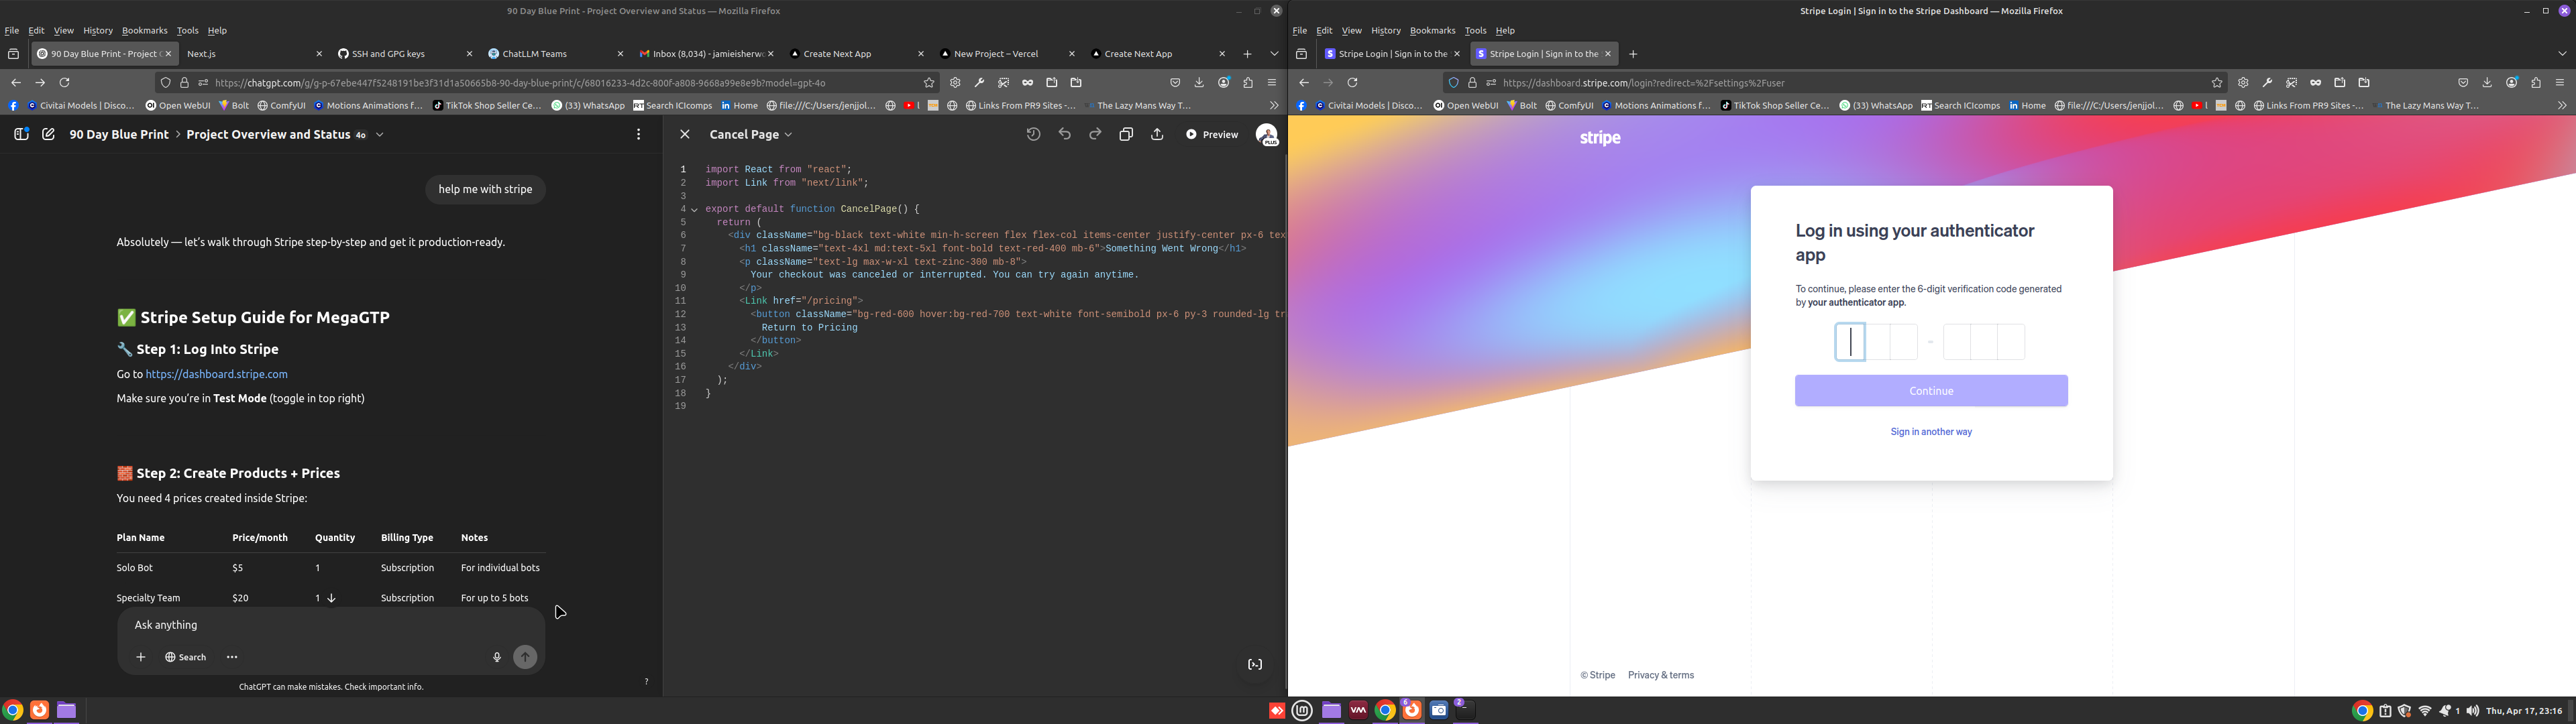 90 Day Blue Print - Project Overview and Status — Mozilla Firefox
File Edit View History Bookmarks Tools Help
90 Day Blue Print - Project O
Next.js
SSH and GPG keys
ChatLLM Teams
Inbox (8,034) - jamieisherwo
Create Next App
New Project – Vercel
Create Next App
https://chatgpt.com/g/g-p-67ebe447f5248191be3f31d1a50665b8-90-day-blue-print/c/68016233-4d2c-800f-a808-9668a99e8e9b?model=gpt-4o
Civitai Models | Disco… Open WebUI Bolt ComfyUI Motions Animations f… TikTok Shop Seller Ce… (33) WhatsApp RT Search ICIcomps Home file:///C:/Users/jenjjol… l Links From PR9 Sites -… The Lazy Mans Way T…
90 Day Blue Print > Project Overview and Status 4o
help me with stripe
Absolutely — let's walk through Stripe step-by-step and get it production-ready.
✅ Stripe Setup Guide for MegaGTP
🔧 Step 1: Log Into Stripe
Go to https://dashboard.stripe.com
Make sure you're in Test Mode (toggle in top right)
🧱 Step 2: Create Products + Prices
You need 4 prices created inside Stripe:
Plan Name Price/month Quantity Billing Type Notes
Solo Bot $5 1 Subscription For individual bots
Specialty Team $20 1 Subscription For up to 5 bots
Ask anything
Search
ChatGPT can make mistakes. Check important info.
?
Cancel Page
Preview
PLUS
1 import React from "react";
2 import Link from "next/link";
3
4 export default function CancelPage() {
5 return (
6 <div className="bg-black text-white min-h-screen flex flex-col items-center justify-center px-6 tex
7 <h1 className="text-4xl md:text-5xl font-bold text-red-400 mb-6">Something Went Wrong</h1>
8 <p className="text-lg max-w-xl text-zinc-300 mb-8">
9 Your checkout was canceled or interrupted. You can try again anytime.
10 </p>
11 <Link href="/pricing">
12 <button className="bg-red-600 hover:bg-red-700 text-white font-semibold px-6 py-3 rounded-lg tr
13 Return to Pricing
14 </button>
15 </Link>
16 </div>
17 );
18 }
19
Stripe Login | Sign in to the Stripe Dashboard — Mozilla Firefox
File Edit View History Bookmarks Tools Help
Stripe Login | Sign in to the
Stripe Login | Sign in to the
https://dashboard.stripe.com/login?redirect=%2Fsettings%2Fuser
Civitai Models | Disco… Open WebUI Bolt ComfyUI Motions Animations f… TikTok Shop Seller Ce… (33) WhatsApp RT Search ICIcomps Home file:///C:/Users/jenjjol… l Links From PR9 Sites -… The Lazy Mans Way T…
stripe
Log in using your authenticator
app
To continue, please enter the 6-digit verification code generated
by your authenticator app.
Continue
Sign in another way
© Stripe Privacy & terms
6
2
1
Thu, Apr 17, 23:16